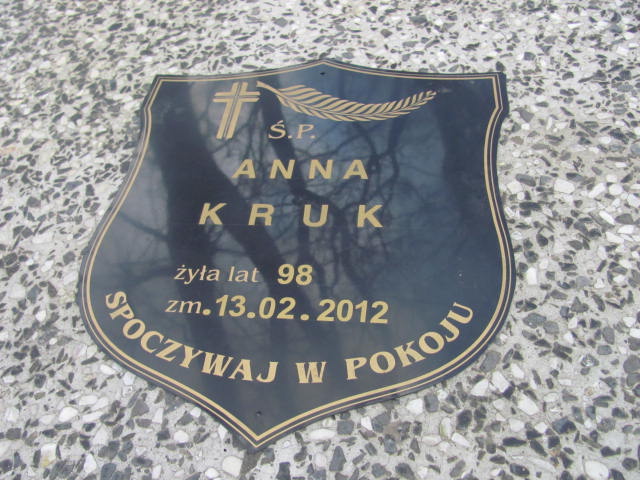 Ś.P.
ANNA
KRUK
żyła lat 98
zm.13.02.2012
SPOCZYWAJ W POKOJU